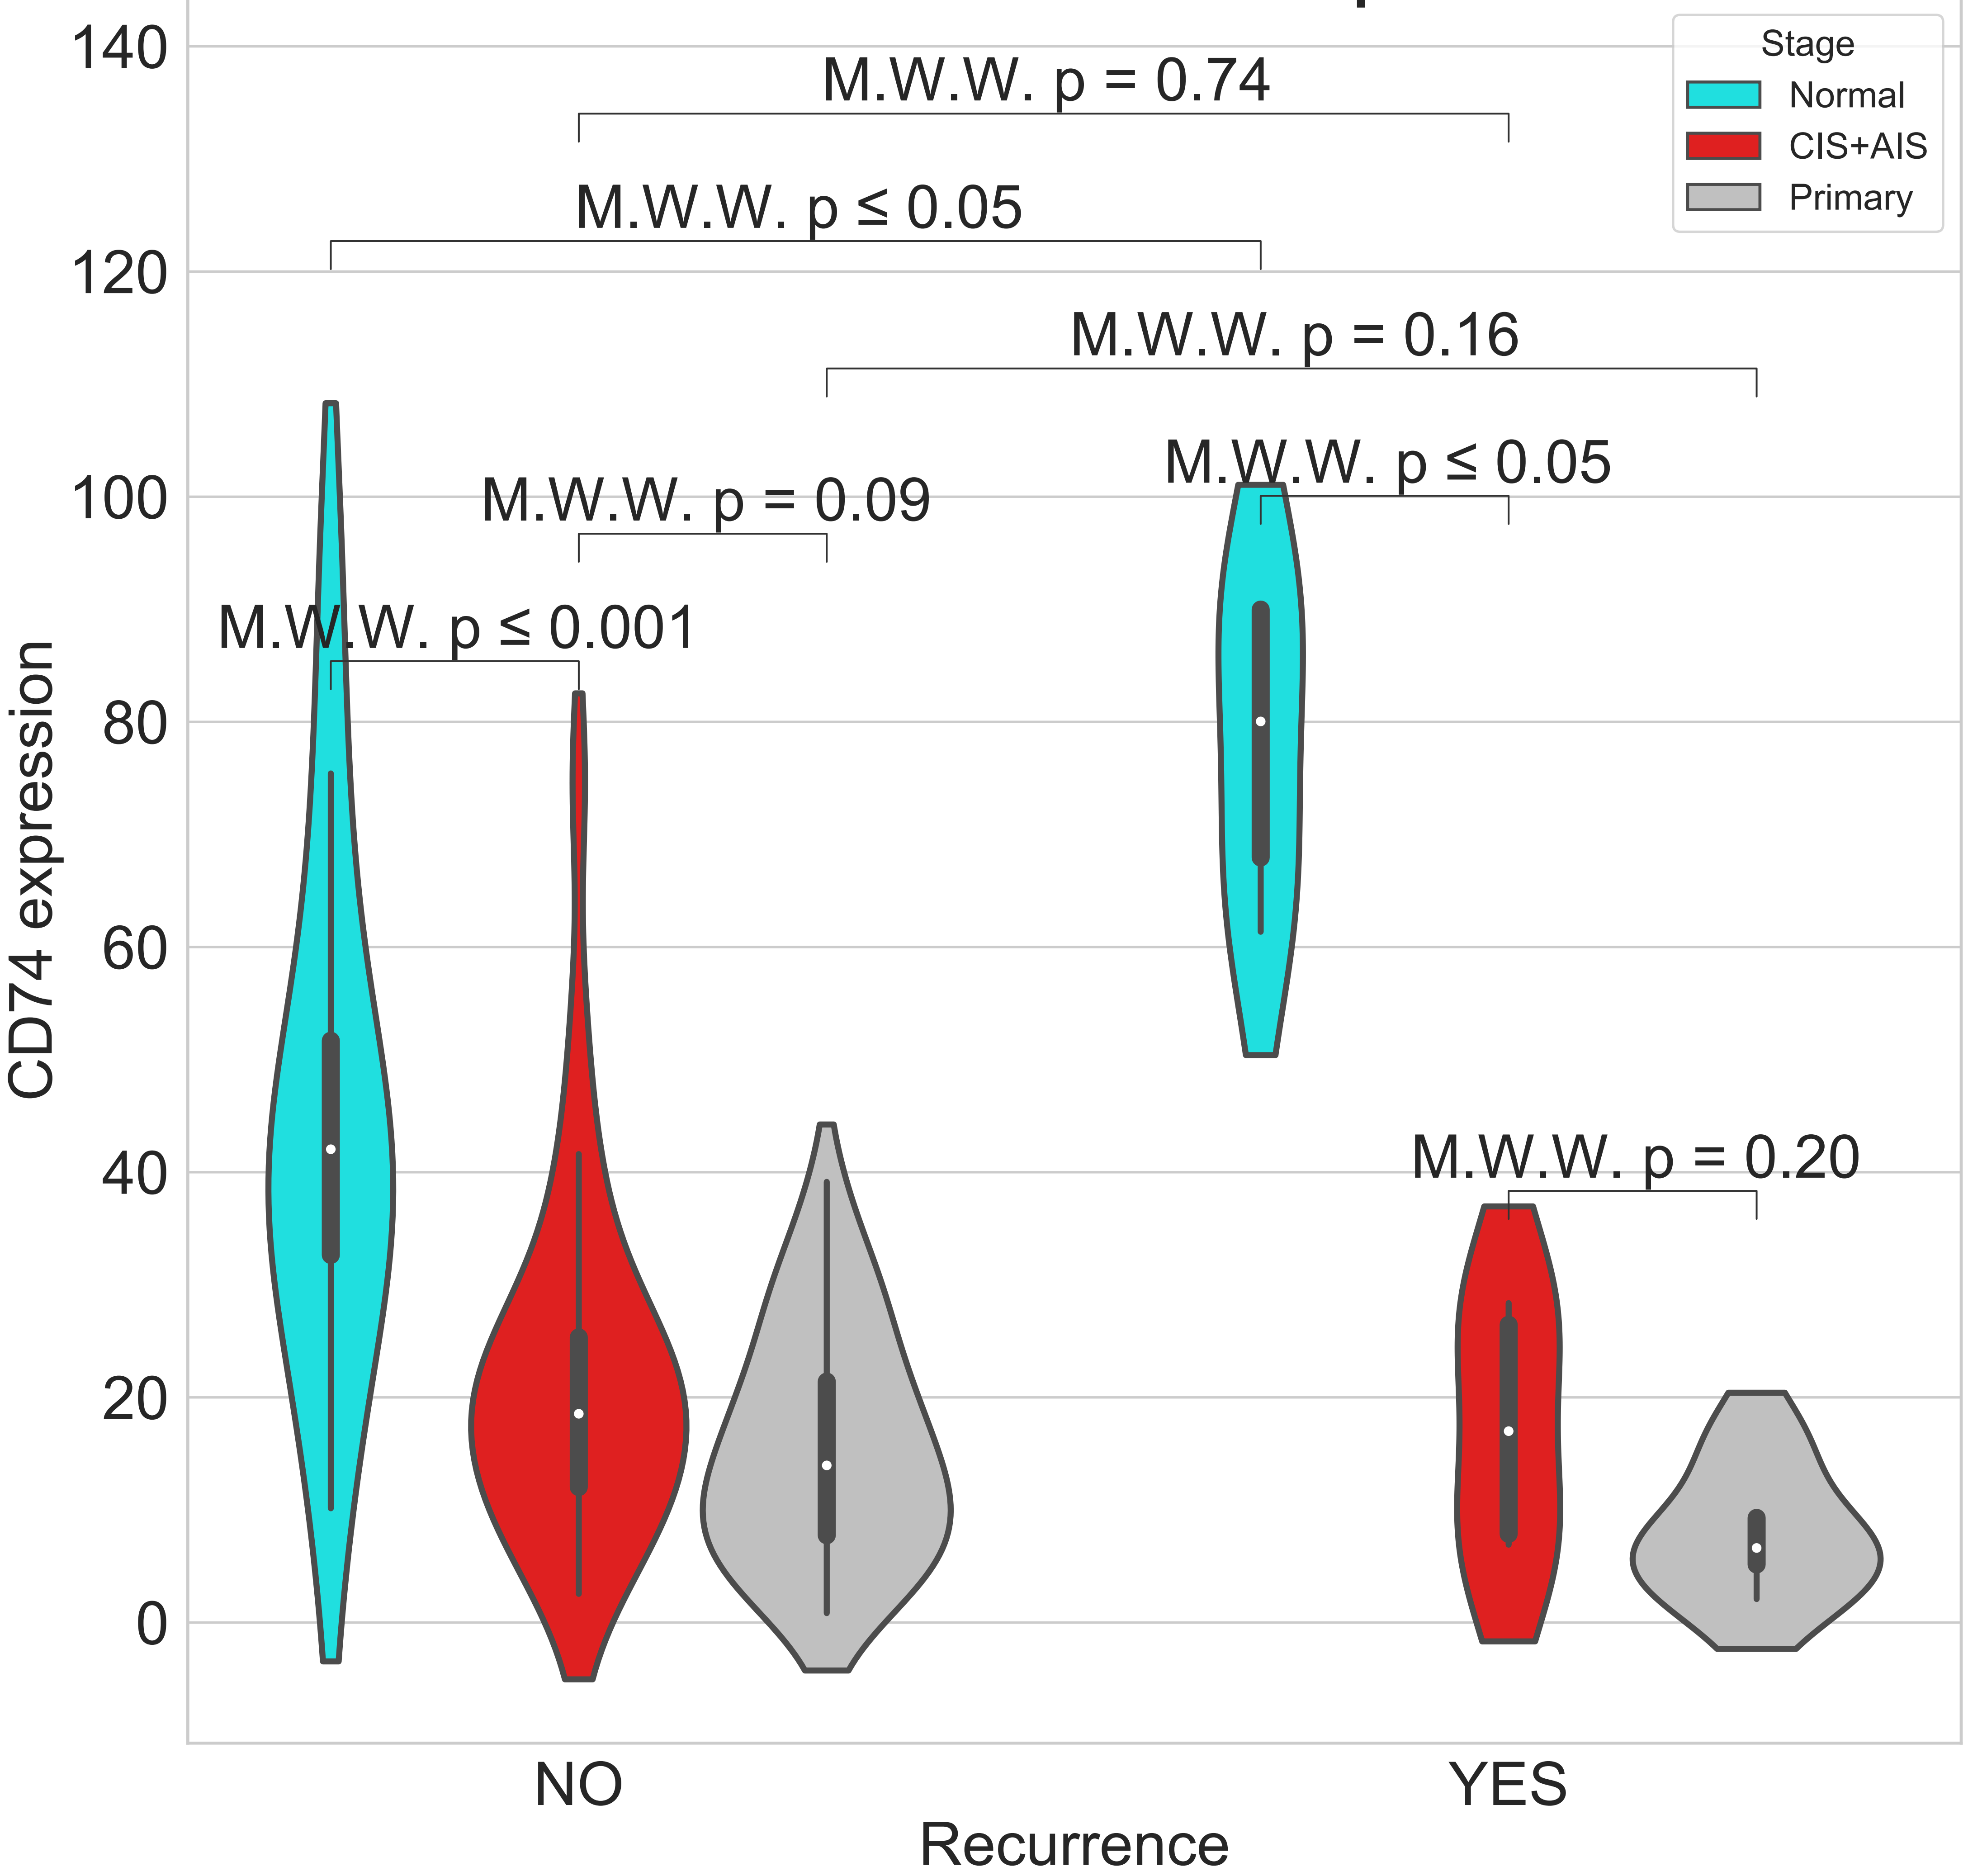 Stage
Normal
CIS+AIS
Primary
M.W.W. p = 0.74
M.W.W. p ≤ 0.05
M.W.W. p = 0.16
M.W.W. p ≤ 0.05
M.W.W. p = 0.09
M.W.W. p ≤ 0.001
M.W.W. p = 0.20
CD74 expression
140
120
100
80
60
40
20
0
NO
YES
Recurrence